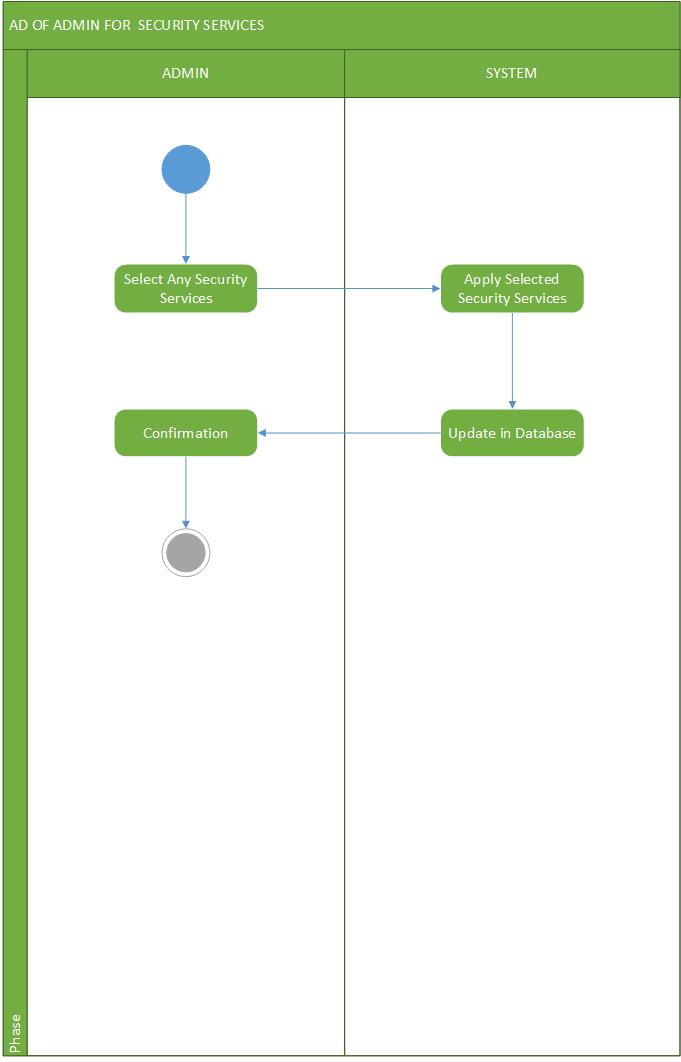 AD OF ADMIN FOR  SECURITY SERVICES
ADMIN
SYSTEM
Select Any Security
Services
Apply Selected
Security Services
Confirmation
Update in Database
Phase